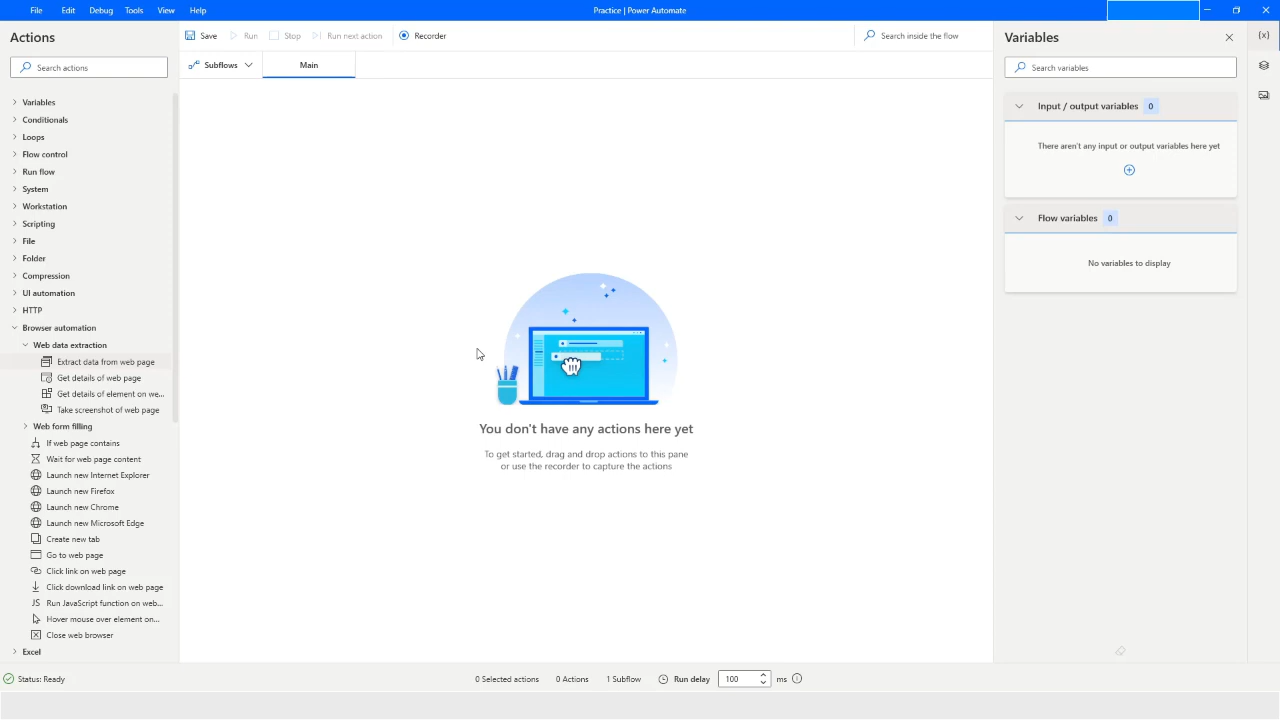 File Edit Debug Tools View Help
Practice | Power Automate
Actions
Search actions
Variables
Conditionals
Loops
Flow control
Run flow
System
Workstation
Scripting
File
Folder
Compression
UI automation
HTTP
Browser automation
Web data extraction
Extract data from web page
Get details of web page
Get details of element on we...
Take screenshot of web page
Web form filling
If web page contains
Wait for web page content
Launch new Internet Explorer
Launch new Firefox
Launch new Chrome
Launch new Microsoft Edge
Create new tab
Go to web page
Click link on web page
Click download link on web page
JS Run JavaScript function on web...
Hover mouse over element on...
Close web browser
Excel
Save Run Stop Run next action Recorder
Search inside the flow
Subflows Main
You don't have any actions here yet
To get started, drag and drop actions to this pane
or use the recorder to capture the actions
Variables
{x}
Search variables
Input / output variables 0
There aren't any input or output variables here yet
Flow variables 0
No variables to display
Status: Ready
0 Selected actions 0 Actions 1 Subflow Run delay 100 ms